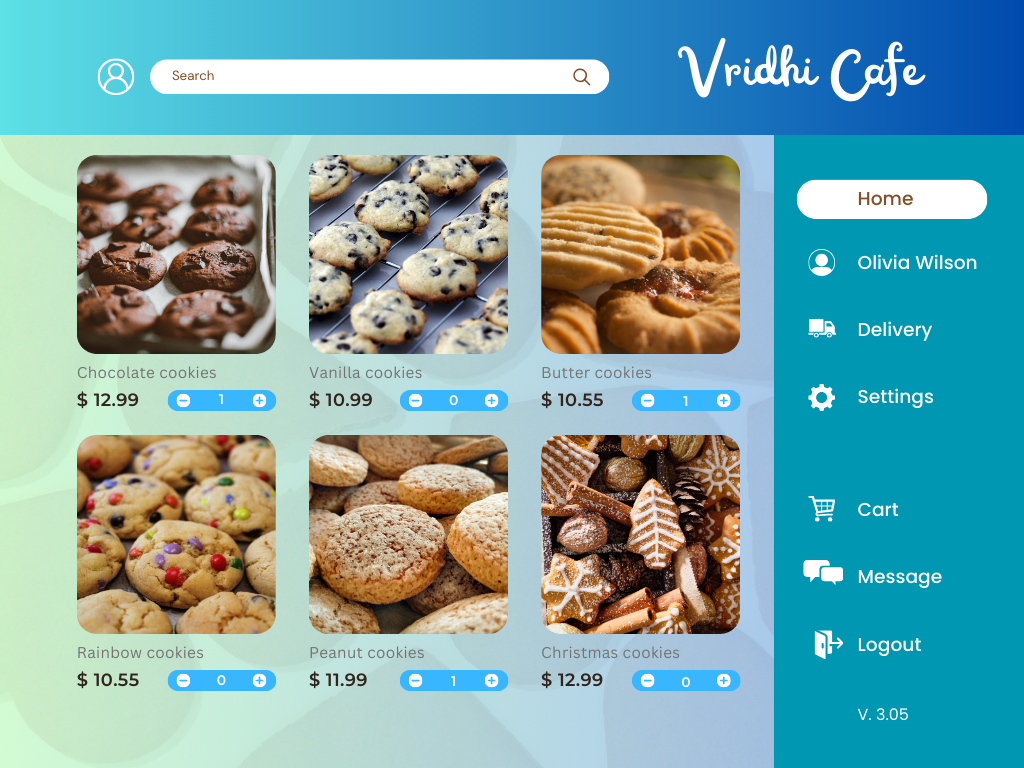 Search
Vridhi Cafe
Chocolate cookies
$ 12.99
1
Vanilla cookies
$ 10.99
0
Butter cookies
$ 10.55
1
Rainbow cookies
$ 10.55
0
Peanut cookies
$ 11.99
1
Christmas cookies
$ 12.99
0
Home
Olivia Wilson
Delivery
Settings
Cart
Message
Logout
V. 3.05